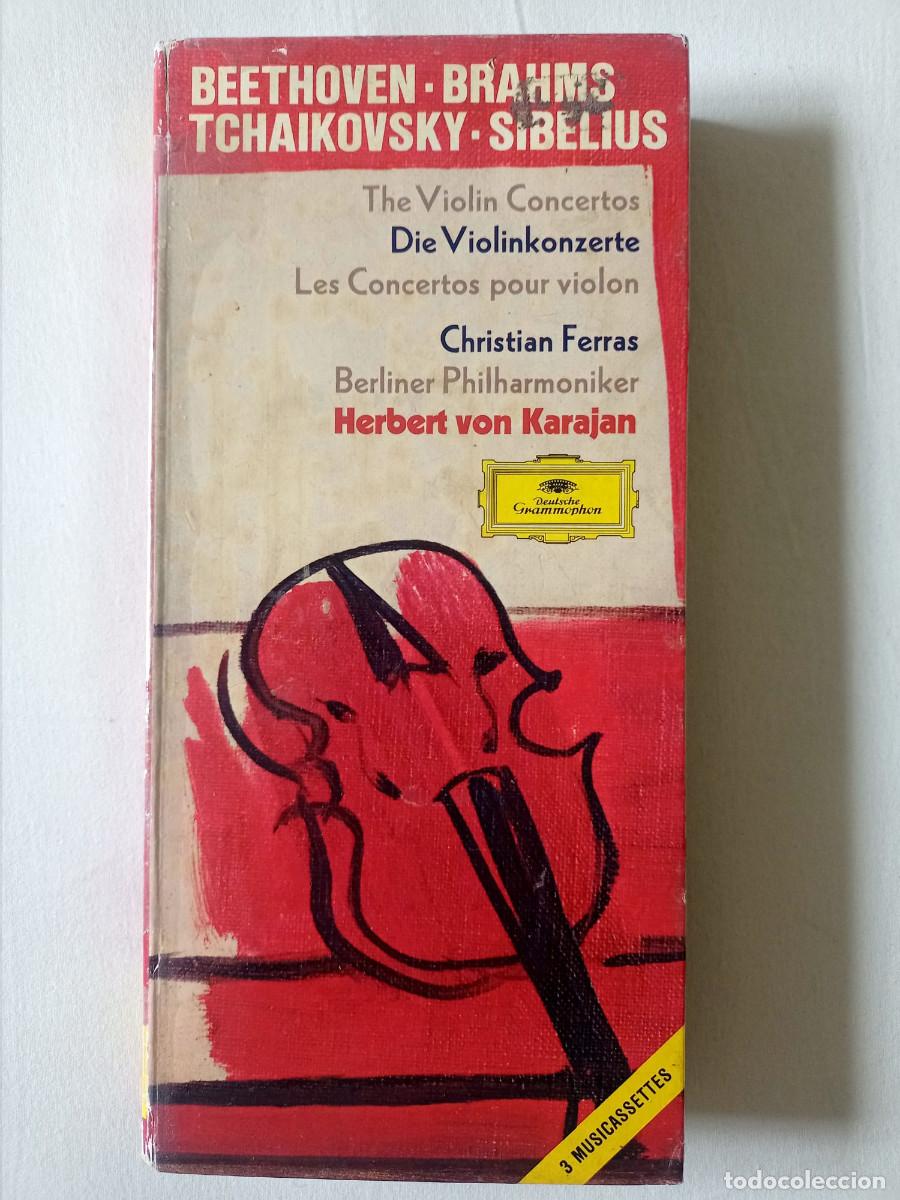 BEETHOVEN · BRAHMS
TCHAIKOVSKY · SIBELIUS
The Violin Concertos
Die Violinkonzerte
Les Concertos pour violon
Christian Ferras
Berliner Philharmoniker
Herbert von Karajan
Deutsche
Grammophon
3 MUSICASSETTES
todocoleccion